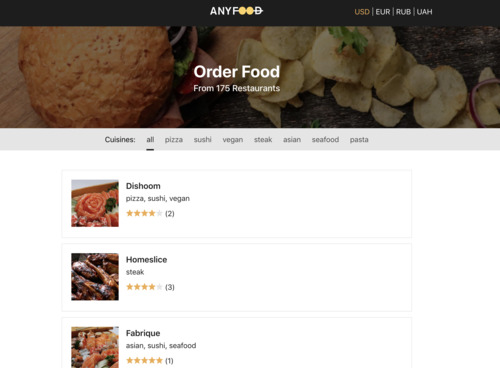 ANYFOOD
USD | EUR | RUB | UAH
Order Food
From 175 Restaurants
Cuisines: all pizza sushi vegan steak asian seafood pasta
Dishoom
pizza, sushi, vegan
★★★★☆ (2)
Homeslice
steak
★★★★☆ (3)
Fabrique
asian, sushi, seafood
★★★★★ (1)